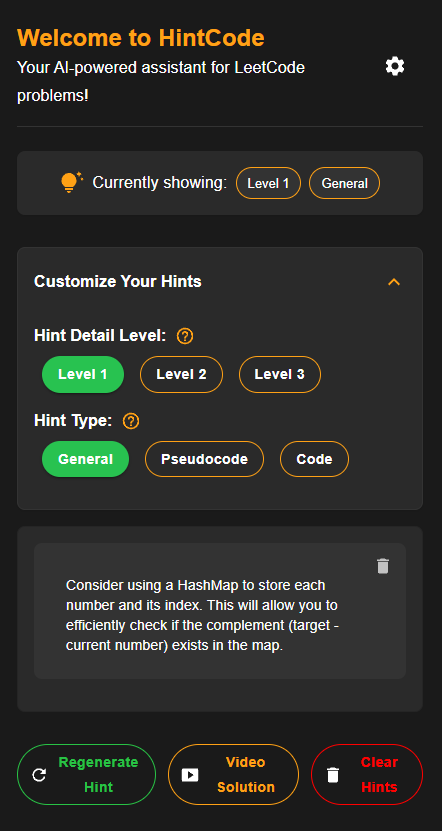 Welcome to HintCode
Your AI-powered assistant for LeetCode
problems!
Currently showing: Level 1 General
Customize Your Hints
Hint Detail Level: ?
Level 1 Level 2 Level 3
Hint Type: ?
General Pseudocode Code
Consider using a HashMap to store each
number and its index. This will allow you to
efficiently check if the complement (target -
current number) exists in the map.
Regenerate
Hint
Video
Solution
Clear
Hints